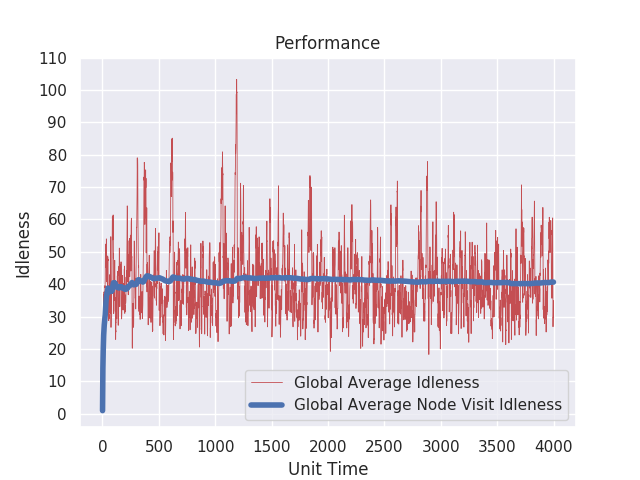 Performance
110
100
90
80
70
60
50
40
30
20
10
0
Idleness
Global Average Idleness
Global Average Node Visit Idleness
0 500 1000 1500 2000 2500 3000 3500 4000
Unit Time